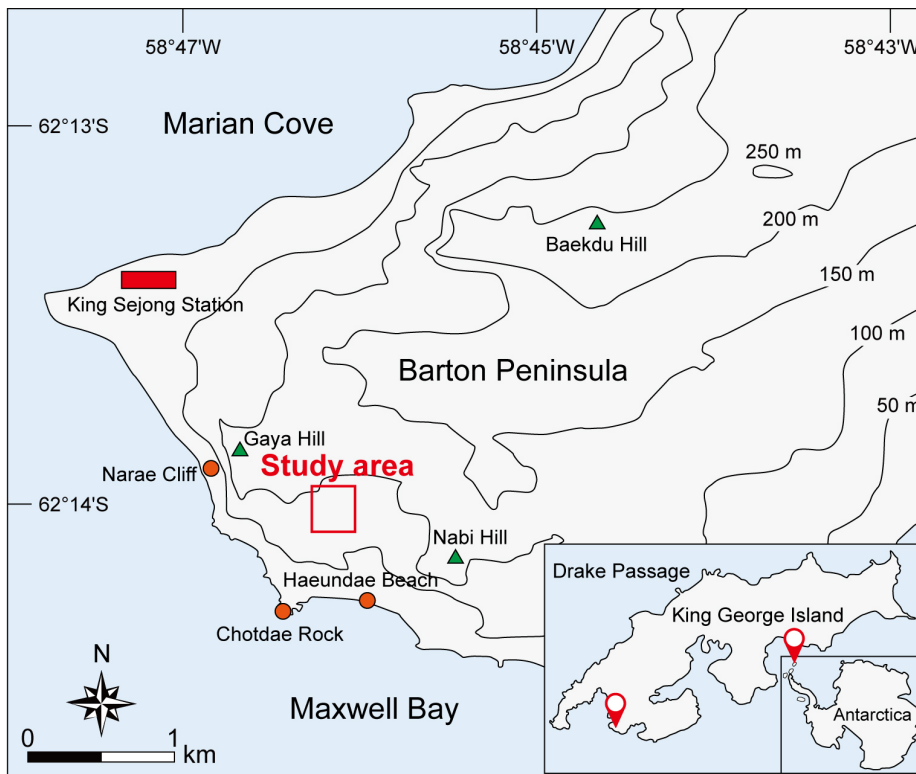 58°47'W
58°45'W
58°43'W
62°13'S
Marian Cove
250 m
200 m
Baekdu Hill
150 m
King Sejong Station
100 m
Barton Peninsula
50 m
Gaya Hill
Study area
Narae Cliff
62°14'S
Nabi Hill
Haeundae Beach
Chotdae Rock
Drake Passage
King George Island
N
Maxwell Bay
Antarctica
0
1
km